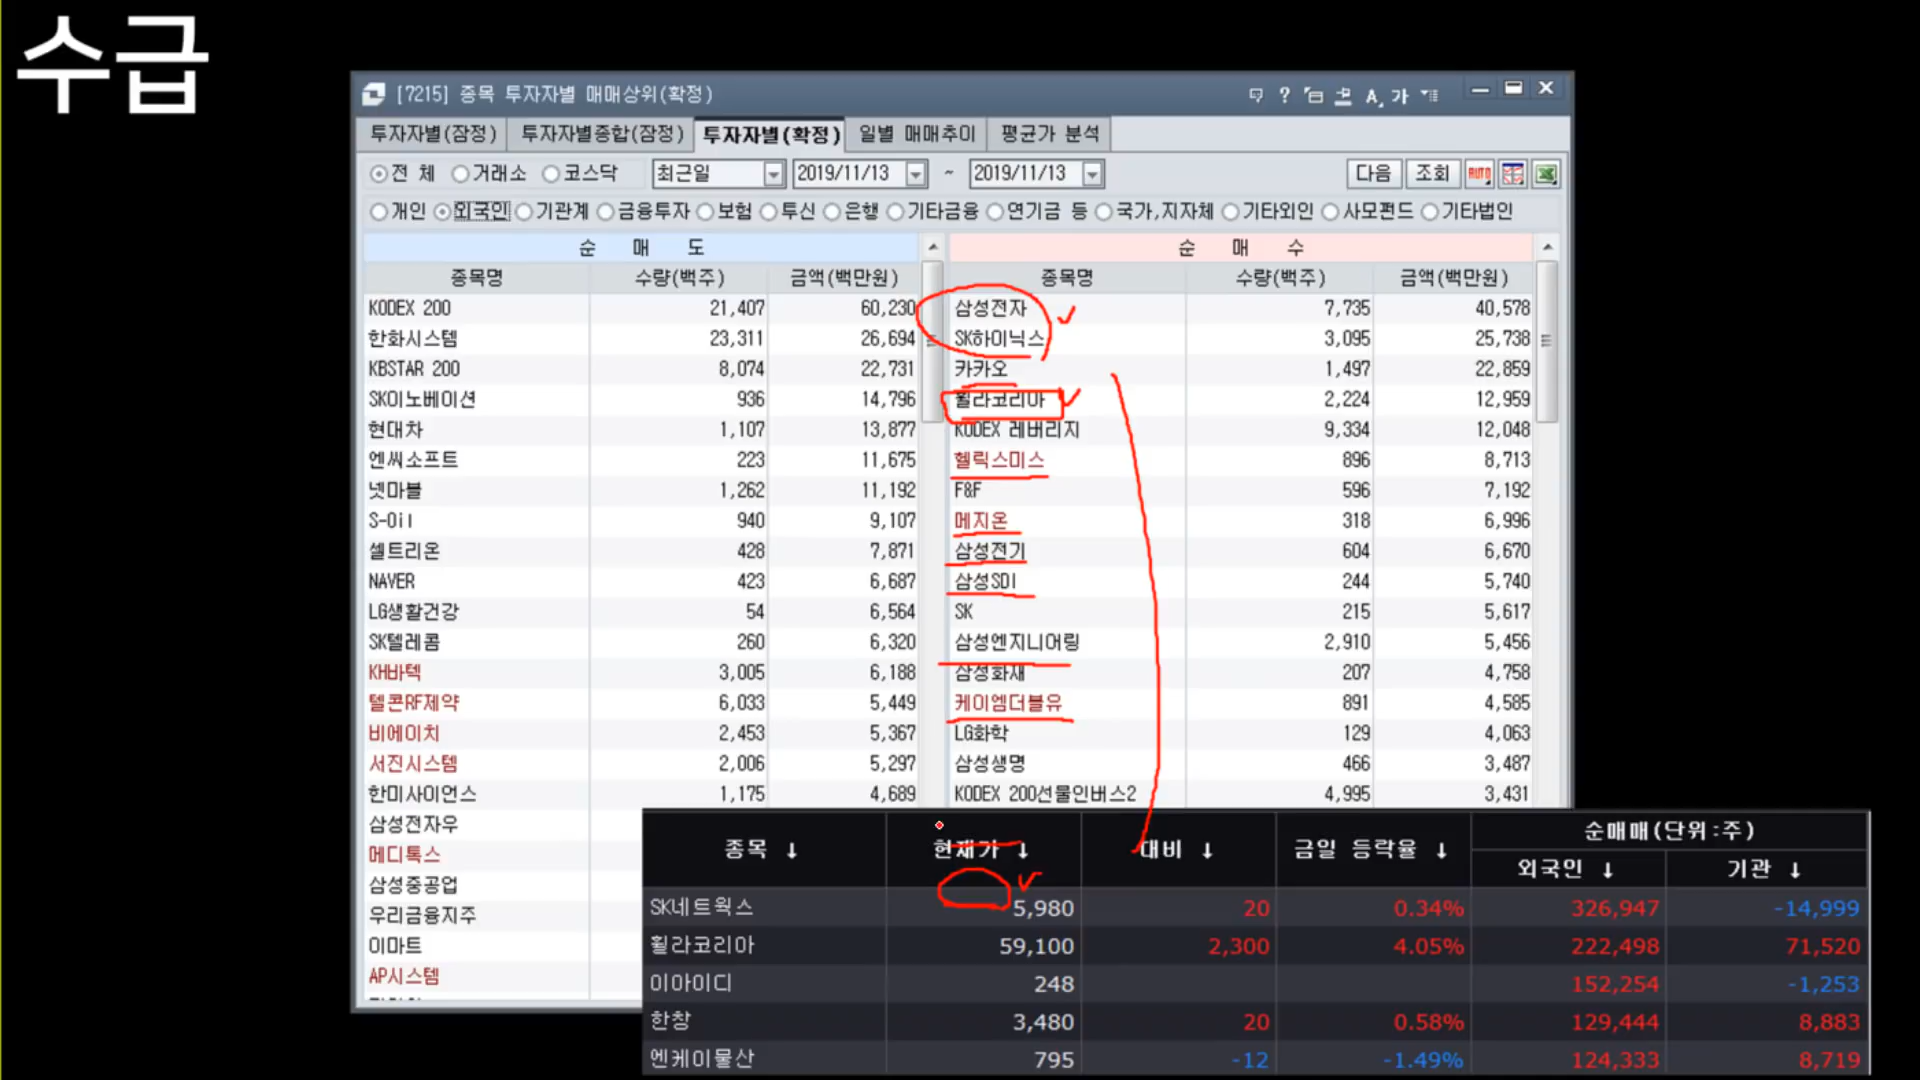 수급
[7215] 종목 투자자별 매매상위(확정)
투자자별(잠정) 투자자별종합(잠정) 투자자별(확정) 일별 매매추이 평균가 분석
전 체 거래소 코스닥 최근일 2019/11/13 ~ 2019/11/13 다음 조회 AUTO
개인 외국인 기관계 금융투자 보험 투신 은행 기타금융 연기금 등 국가,지자체 기타외인 사모펀드 기타법인
순 매 도 순 매 수
종목명 수량(백주) 금액(백만원) 종목명 수량(백주) 금액(백만원)
KODEX 200 21,407 60,230 삼성전자 7,735 40,578
한화시스템 23,311 26,694 SK하이닉스 3,095 25,738
KBSTAR 200 8,074 22,731 카카오 1,497 22,859
SK이노베이션 936 14,796 휠라코리아 2,224 12,959
현대차 1,107 13,877 KODEX 레버리지 9,334 12,048
엔씨소프트 223 11,675 헬릭스미스 896 8,713
넷마블 1,262 11,192 F&F 596 7,192
S-Oil 940 9,107 메지온 318 6,996
셀트리온 428 7,871 삼성전기 604 6,670
NAVER 423 6,687 삼성SDI 244 5,740
LG생활건강 54 6,564 SK 215 5,617
SK텔레콤 260 6,320 삼성엔지니어링 2,910 5,456
KH바텍 3,005 6,188 삼성화재 207 4,758
텔콘RF제약 6,033 5,449 케이엠더블유 891 4,585
비에이치 2,453 5,367 LG화학 129 4,063
서진시스템 2,006 5,297 삼성생명 466 3,487
한미사이언스 1,175 4,689 KODEX 200선물인버스2 4,995 3,431
삼성전자우
메디톡스
삼성중공업
우리금융지주
이마트
AP시스템
종목 ↓ 현재가 ↓ 대비 ↓ 금일 등락율 ↓ 순매매(단위:주)
외국인 ↓ 기관 ↓
SK네트웍스 5,980 20 0.34% 326,947 -14,999
휠라코리아 59,100 2,300 4.05% 222,498 71,520
이아이디 248 152,254 -1,253
한창 3,480 20 0.58% 129,444 8,883
엔케이물산 795 -12 -1.49% 124,333 8,719